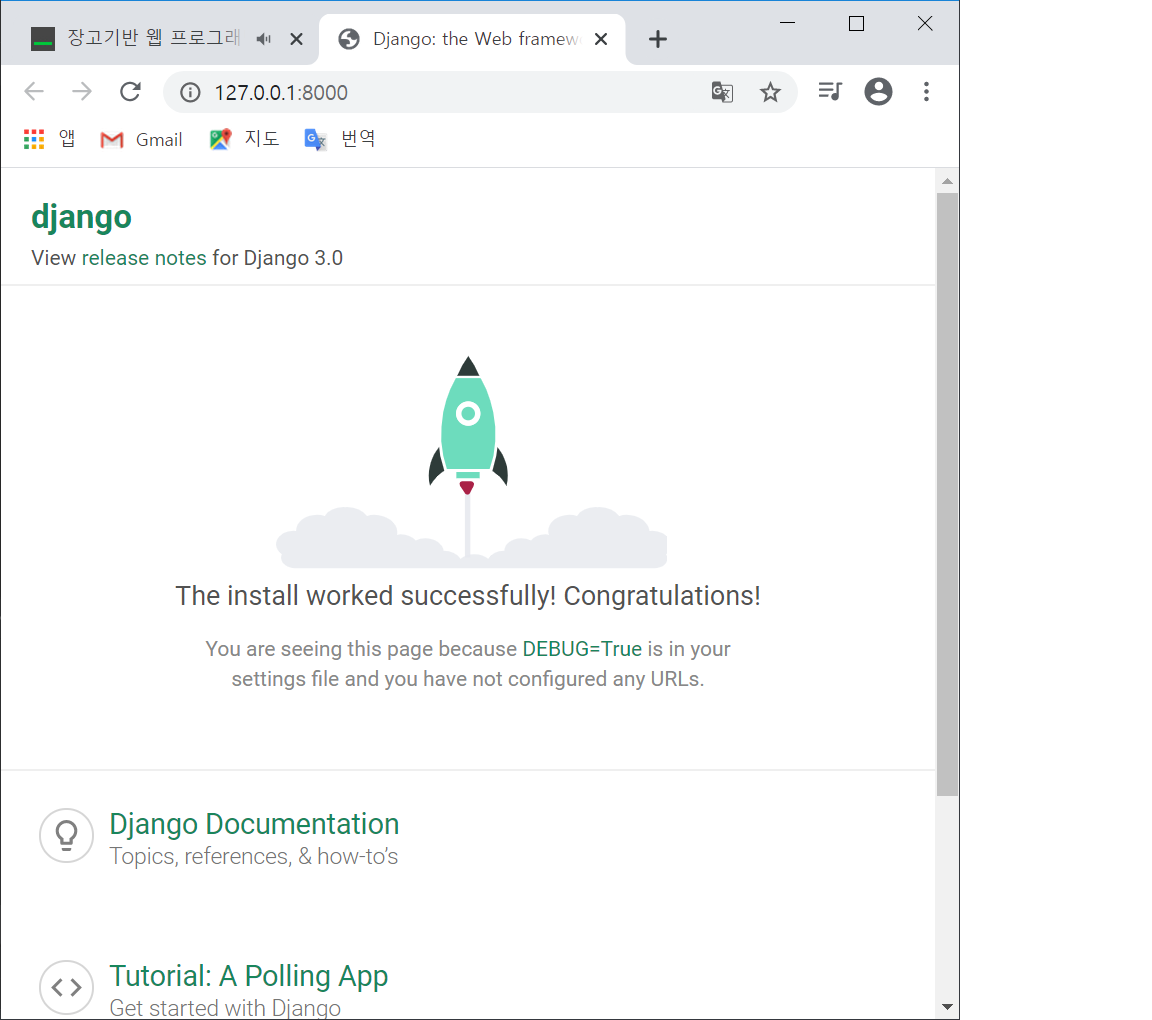 장고기반 웹 프로그래
Django: the Web framew
127.0.0.1:8000
앱 Gmail 지도 번역
django
View release notes for Django 3.0
The install worked successfully! Congratulations!
You are seeing this page because DEBUG=True is in your
settings file and you have not configured any URLs.
Django Documentation
Topics, references, & how-to’s
Tutorial: A Polling App
Get started with Django